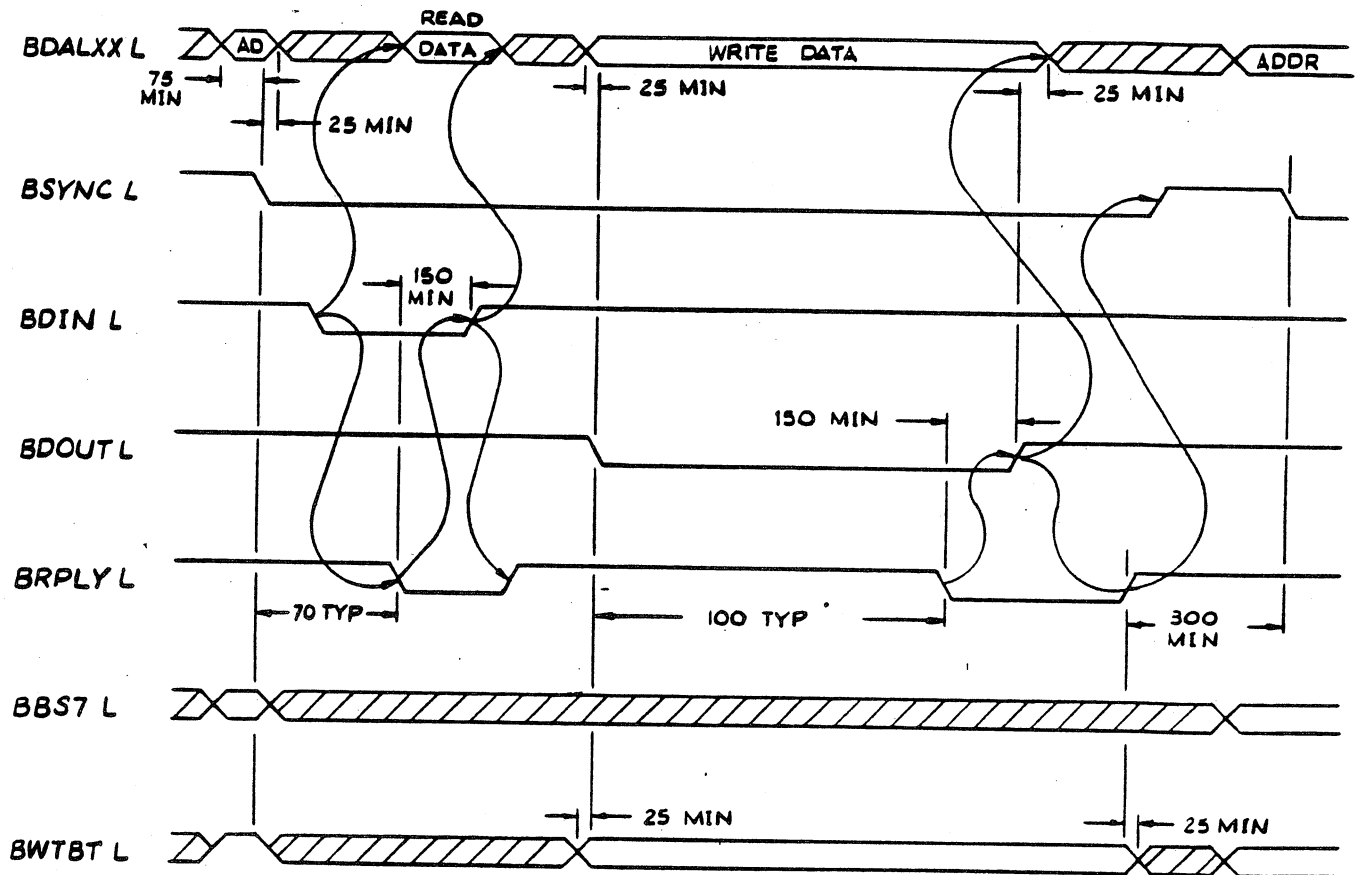 READ
BDALXX L
AD
DATA
WRITE DATA
ADDR
75
MIN
25 MIN
25 MIN
25 MIN
BSYNC L
150
MIN
BDIN L
150 MIN
BDOUT L
BRPLY L
70 TYP
100 TYP
300
MIN
BBS7 L
25 MIN
25 MIN
BWTBT L